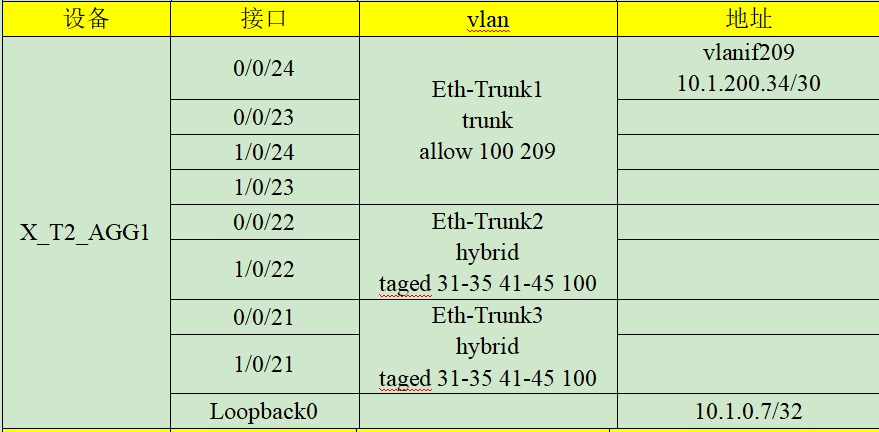 设备 接口 vlan 地址
X_T2_AGG1
0/0/24
Eth-Trunk1
trunk
allow 100 209
vlanif209
10.1.200.34/30
0/0/23
1/0/24
1/0/23
0/0/22
Eth-Trunk2
hybrid
taged 31-35 41-45 100
1/0/22
0/0/21
Eth-Trunk3
hybrid
taged 31-35 41-45 100
1/0/21
Loopback0
10.1.0.7/32